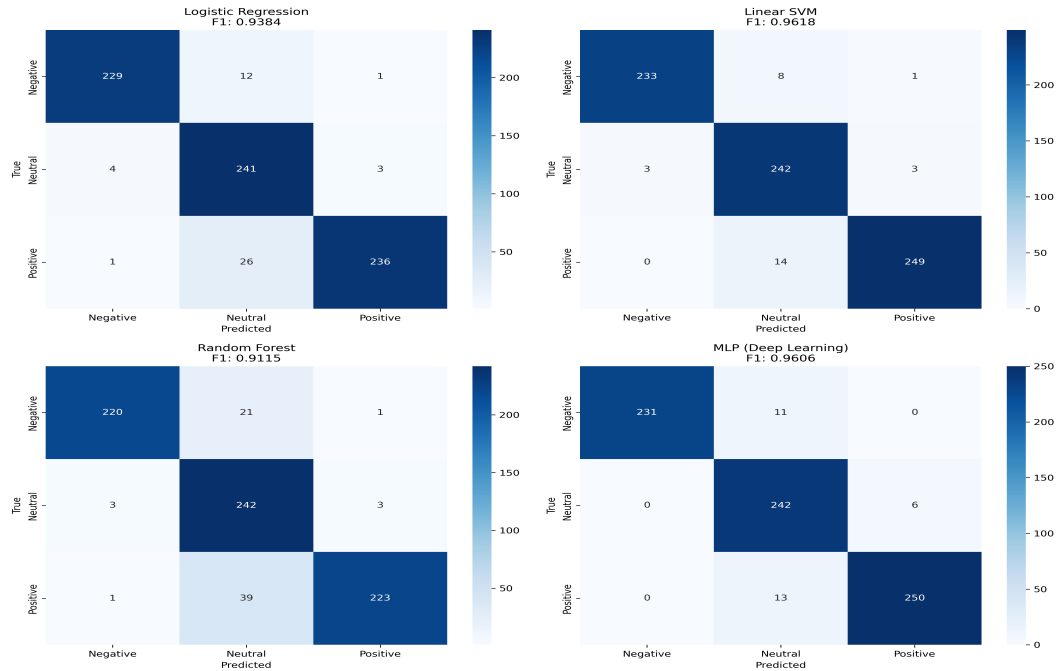 Logistic Regression
F1: 0.9384
Negative
229
12
1
True
Neutral
4
241
3
Positive
1
26
236
Negative
Neutral
Positive
Predicted
200
150
100
50
Linear SVM
F1: 0.9618
Negative
233
8
1
True
Neutral
3
242
3
Positive
0
14
249
Negative
Neutral
Positive
Predicted
200
150
100
50
0
Random Forest
F1: 0.9115
Negative
220
21
1
True
Neutral
3
242
3
Positive
1
39
223
Negative
Neutral
Positive
Predicted
200
150
100
50
MLP (Deep Learning)
F1: 0.9606
Negative
231
11
0
True
Neutral
0
242
6
Positive
0
13
250
Negative
Neutral
Positive
Predicted
250
200
150
100
50
0